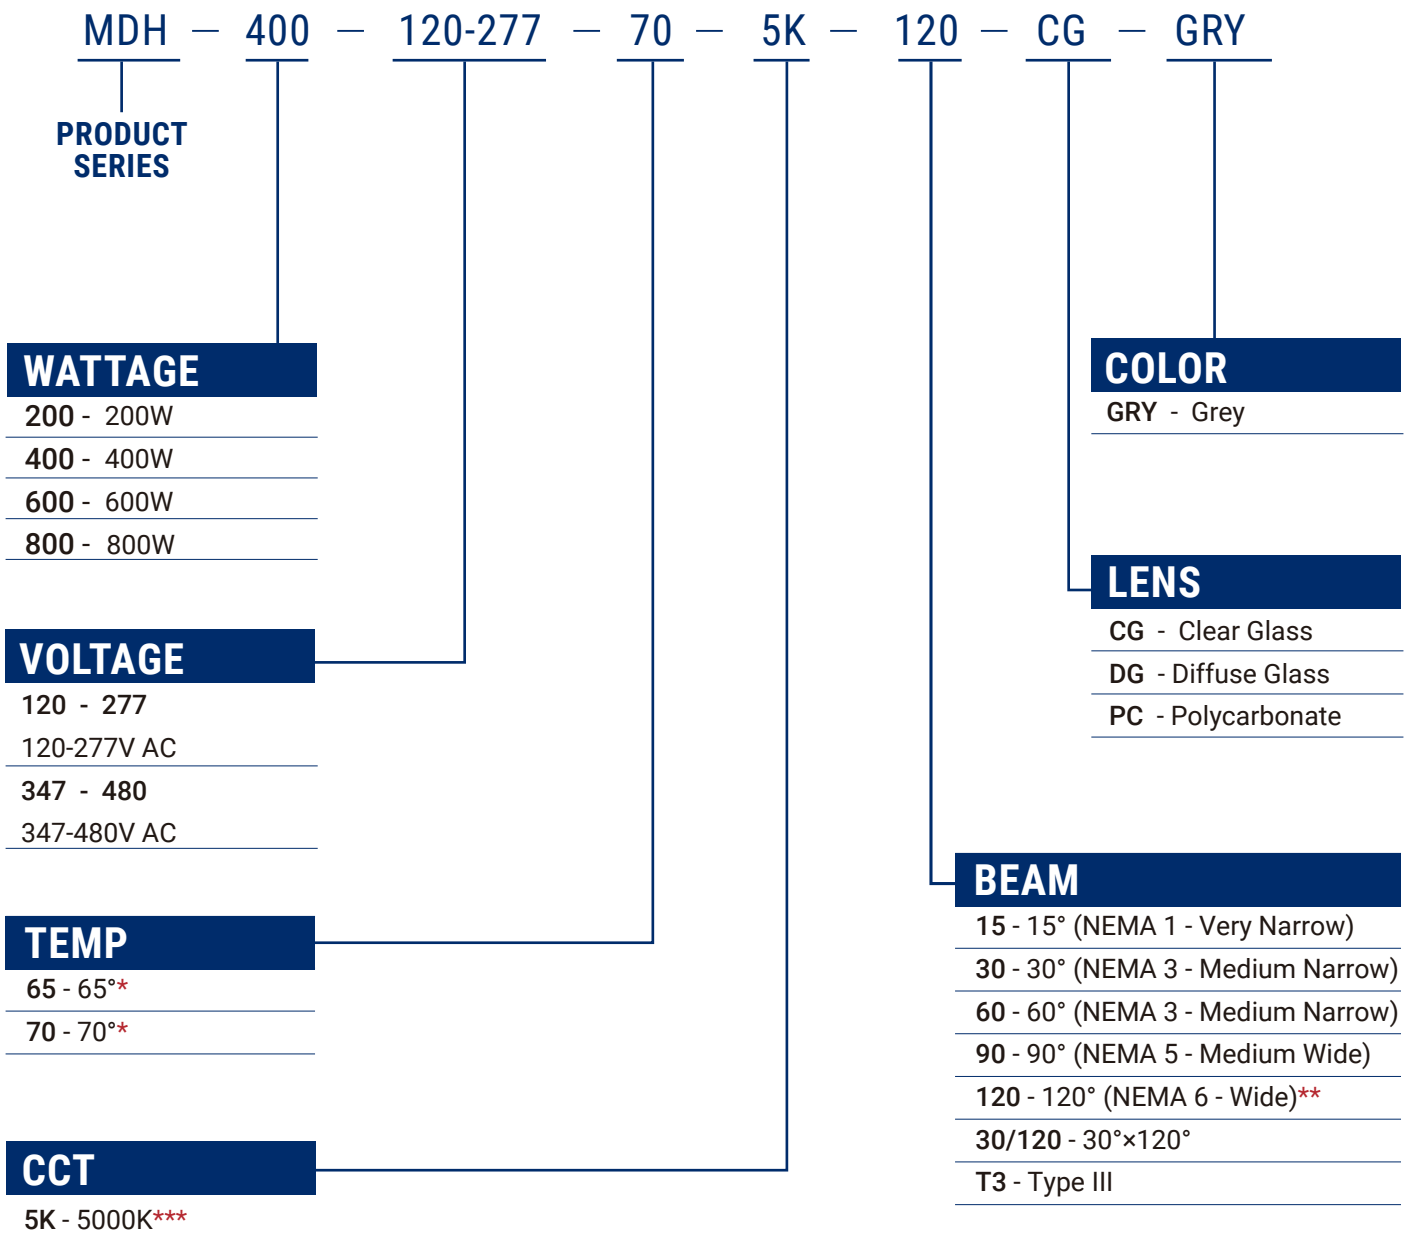 MDH — 400 — 120-277 — 70 — 5K — 120 — CG — GRY
PRODUCT
SERIES
WATTAGE
200 - 200W
400 - 400W
600 - 600W
800 - 800W
VOLTAGE
120 - 277
120-277V AC
347 - 480
347-480V AC
TEMP
65 - 65°*
70 - 70°*
CCT
5K - 5000K***
COLOR
GRY - Grey
LENS
CG - Clear Glass
DG - Diffuse Glass
PC - Polycarbonate
BEAM
15 - 15° (NEMA 1 - Very Narrow)
30 - 30° (NEMA 3 - Medium Narrow)
60 - 60° (NEMA 3 - Medium Narrow)
90 - 90° (NEMA 5 - Medium Wide)
120 - 120° (NEMA 6 - Wide)**
30/120 - 30°×120°
T3 - Type III